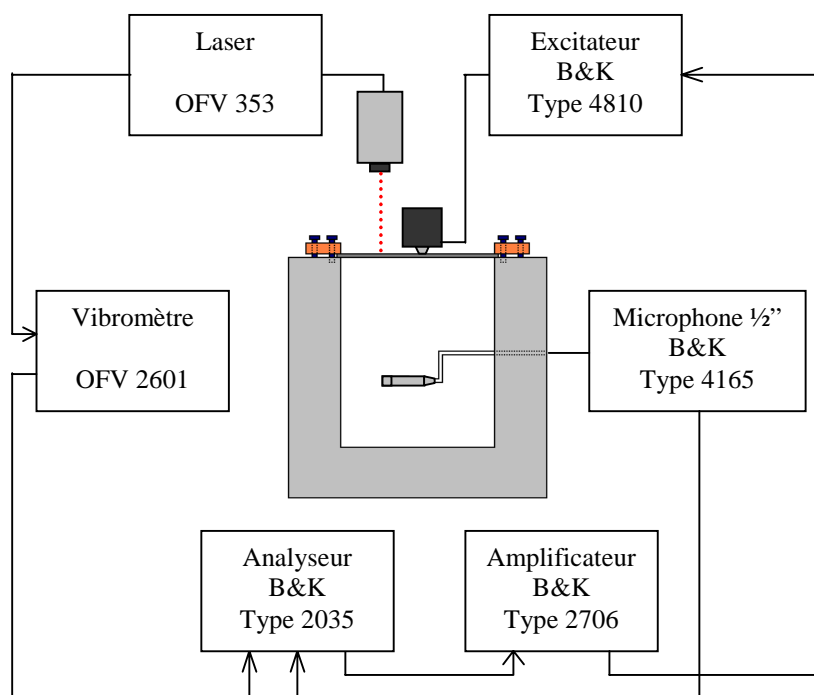 Laser
OFV 353
Excitateur
B&K
Type 4810
Vibromètre
OFV 2601
Microphone ½”
B&K
Type 4165
Analyseur
B&K
Type 2035
Amplificateur
B&K
Type 2706